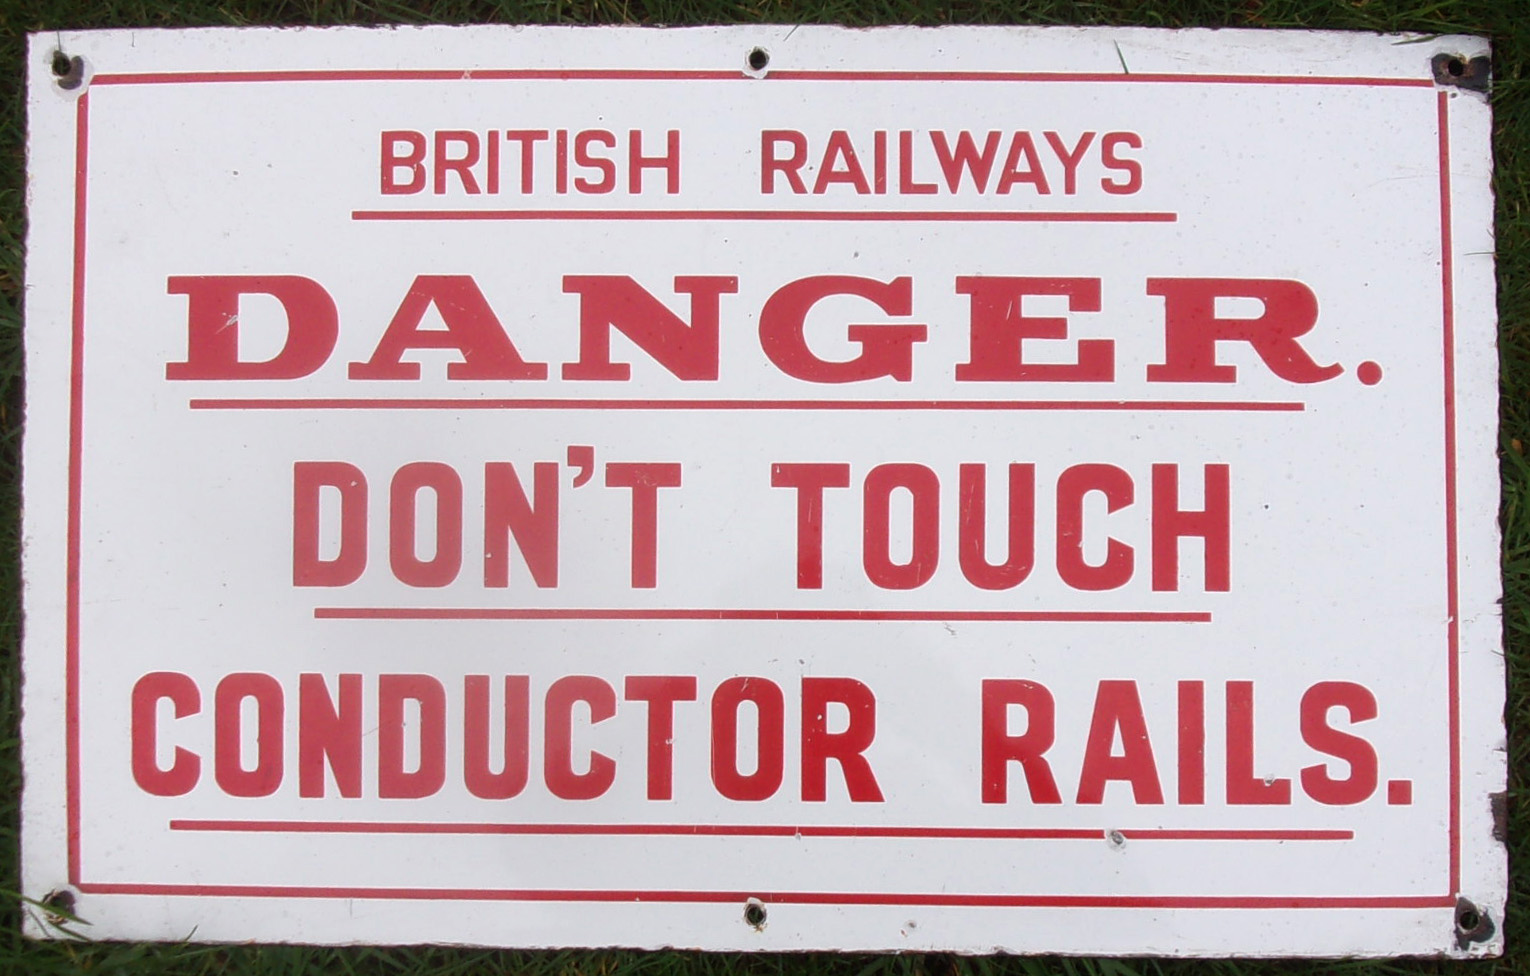 BRITISH RAILWAYS
DANGER.
DON'T TOUCH
CONDUCTOR RAILS.